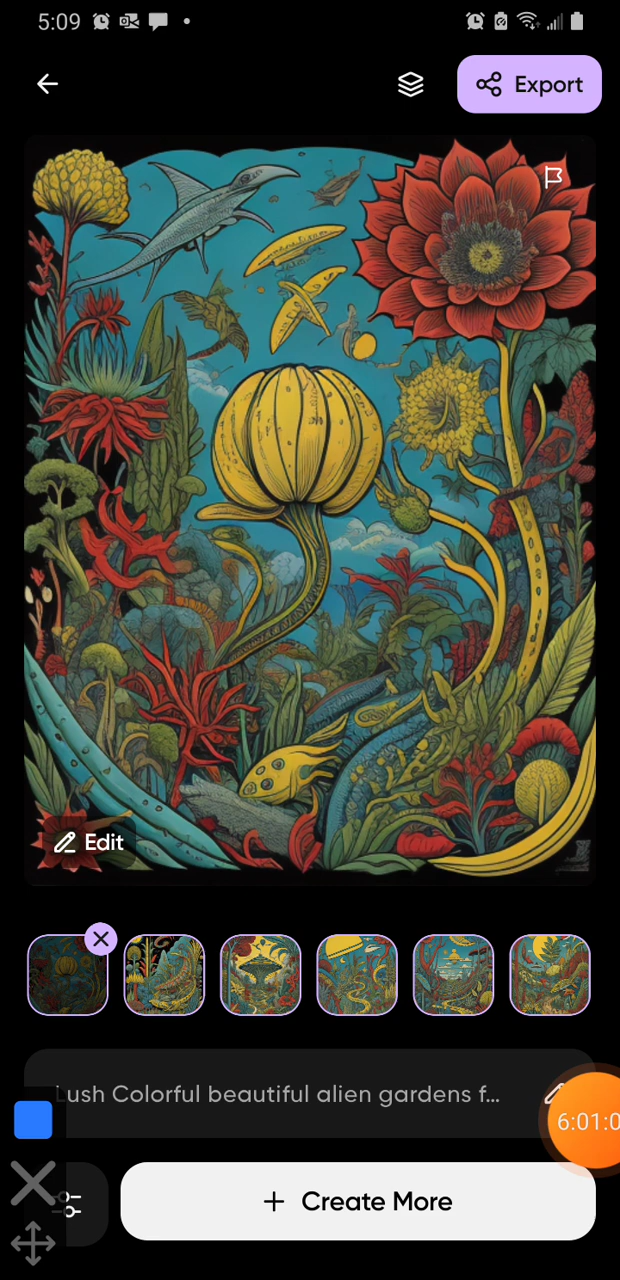 5:09
Export
Edit
Lush Colorful beautiful alien gardens f...
6:01:0
+ Create More